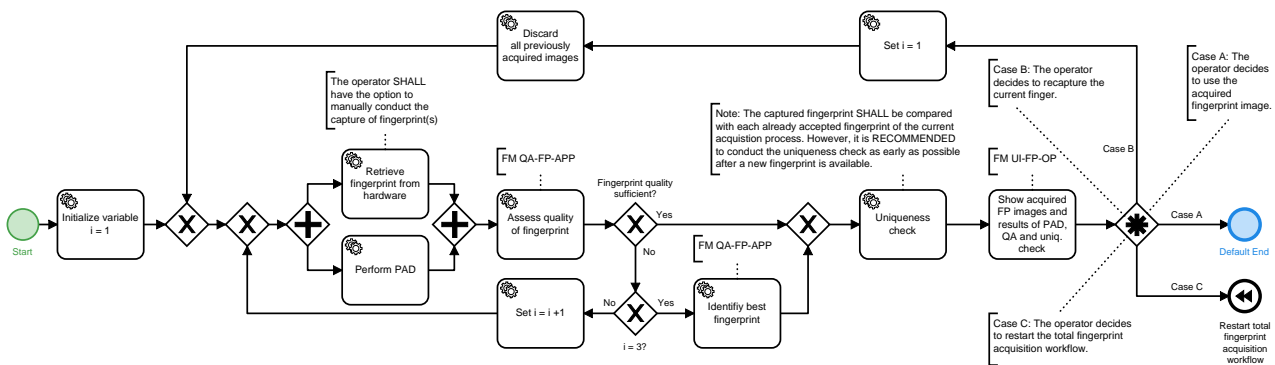 Discard
all previously
acquired images
Set i = 1
Case A: The
operator decides
to use the
acquired
fingerprint image.
Case B: The operator
decides to recapture the
current finger.
The operator SHALL
have the option to
manually conduct the
capture of fingerprint(s)
Note: The captured fingerprint SHALL be compared
with each already accepted fingerprint of the current
acquistion process. However, it is RECOMMENDED
to conduct the uniqueness check as early as possible
after a new fingerprint is available.
Case B
FM QA-FP-APP
FM UI-FP-OP
Retrieve
fingerprint from
hardware
Fingerprint quality
sufficient?
Initialize variable
i = 1
Assess quality
of fingerprint
Yes
Uniqueness
check
Show acquired
FP images and
results of PAD,
QA and uniq.
check
Case A
Start
Default End
No
FM QA-FP-APP
Perform PAD
Case C
Set i = i +1
No
Yes
Identifiy best
fingerprint
i = 3?
Case C: The operator decides
to restart the total fingerprint
acquisition workflow.
Restart total
fingerprint
acquisition
workflow